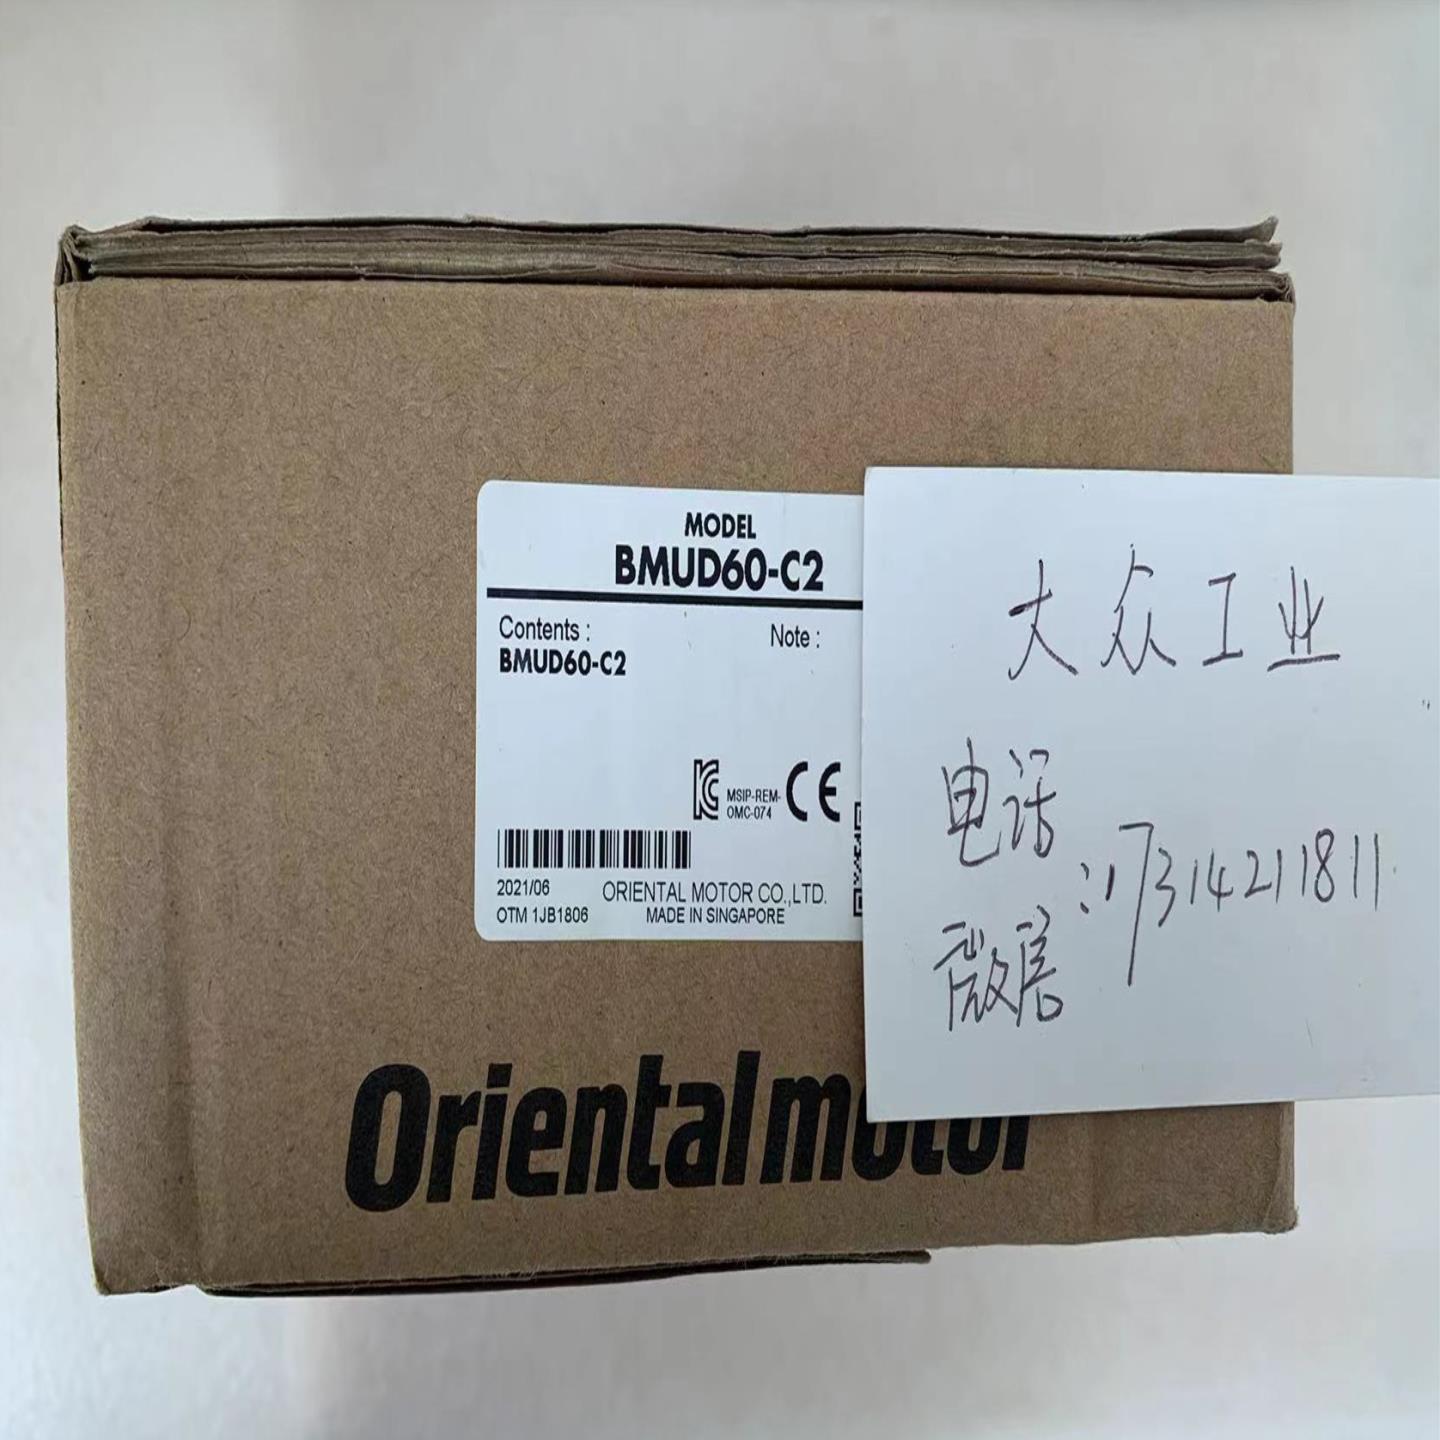 MODEL
BMUD60-C2
Contents :
Note :
BMUD60-C2
MSIP-REM-
OMC-074
CE
2021/06
ORIENTAL MOTOR CO.,LTD.
OTM 1JB1806
MADE IN SINGAPORE
Orientalmotor
大众工业
电话
:17314211811
微信